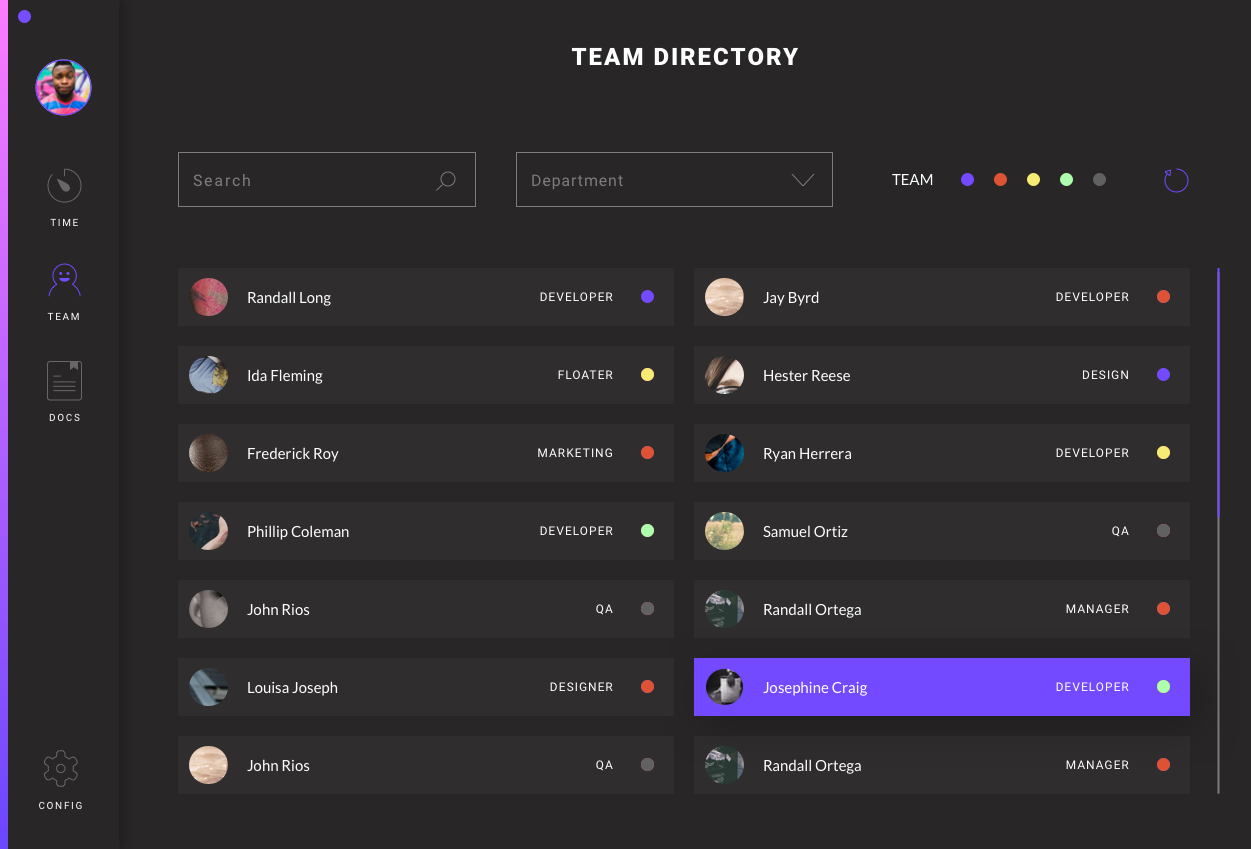 TEAM DIRECTORY
TIME
TEAM
DOCS
CONFIG
Search
Department
TEAM
Randall Long DEVELOPER
Jay Byrd DEVELOPER
Ida Fleming FLOATER
Hester Reese DESIGN
Frederick Roy MARKETING
Ryan Herrera DEVELOPER
Phillip Coleman DEVELOPER
Samuel Ortiz QA
John Rios QA
Randall Ortega MANAGER
Louisa Joseph DESIGNER
Josephine Craig DEVELOPER
John Rios QA
Randall Ortega MANAGER